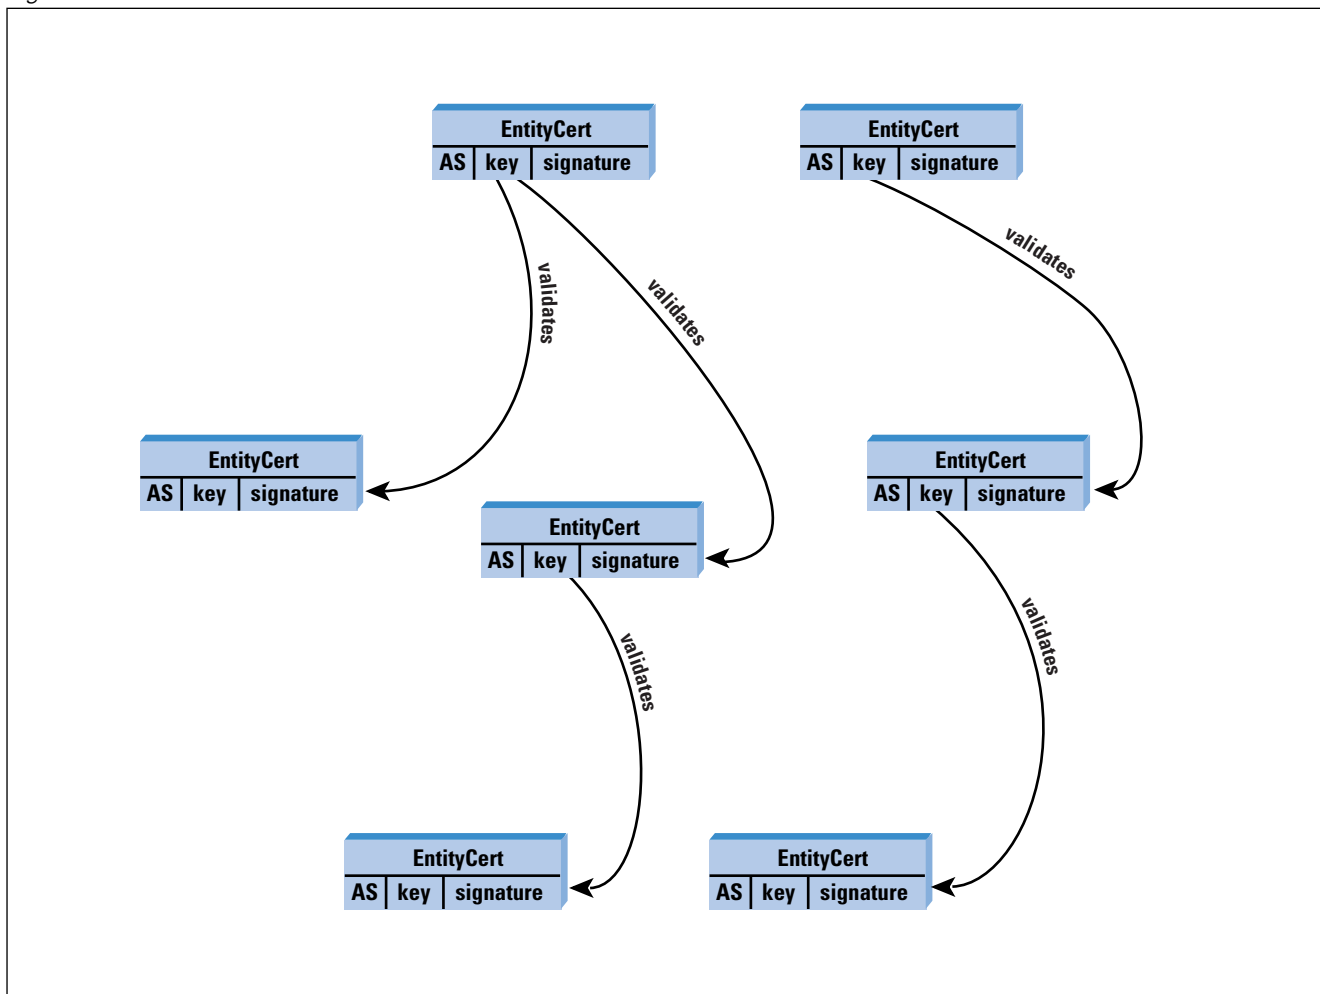 EntityCert
AS key signature
EntityCert
AS key signature
validates
validates
validates
EntityCert
AS key signature
EntityCert
AS key signature
EntityCert
AS key signature
validates
validates
EntityCert
AS key signature
EntityCert
AS key signature